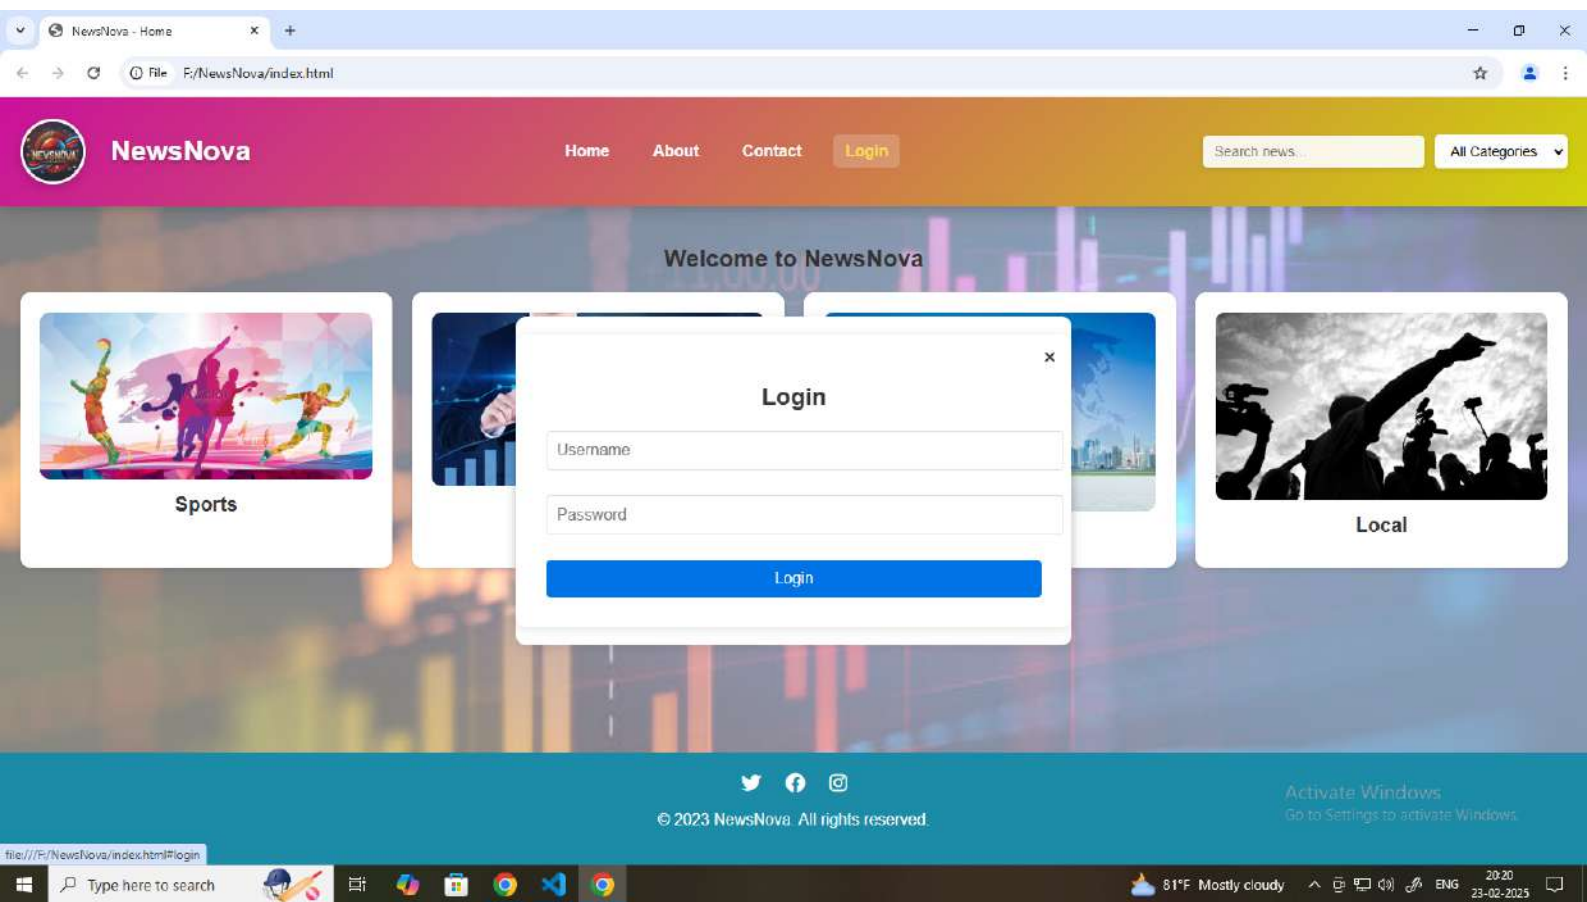 NewsNova - Home
File F:/NewsNova/index.html
NEWSNOVA
NewsNova
Home About Contact Login
Search news...
All Categories
Welcome to NewsNova
Sports
Local
Login
Username
Password
Login
© 2023 NewsNova. All rights reserved.
Activate Windows
Go to Settings to activate Windows.
file:///F:/NewsNova/index.html#login
Type here to search
81°F Mostly cloudy
ENG
20:20
23-02-2025